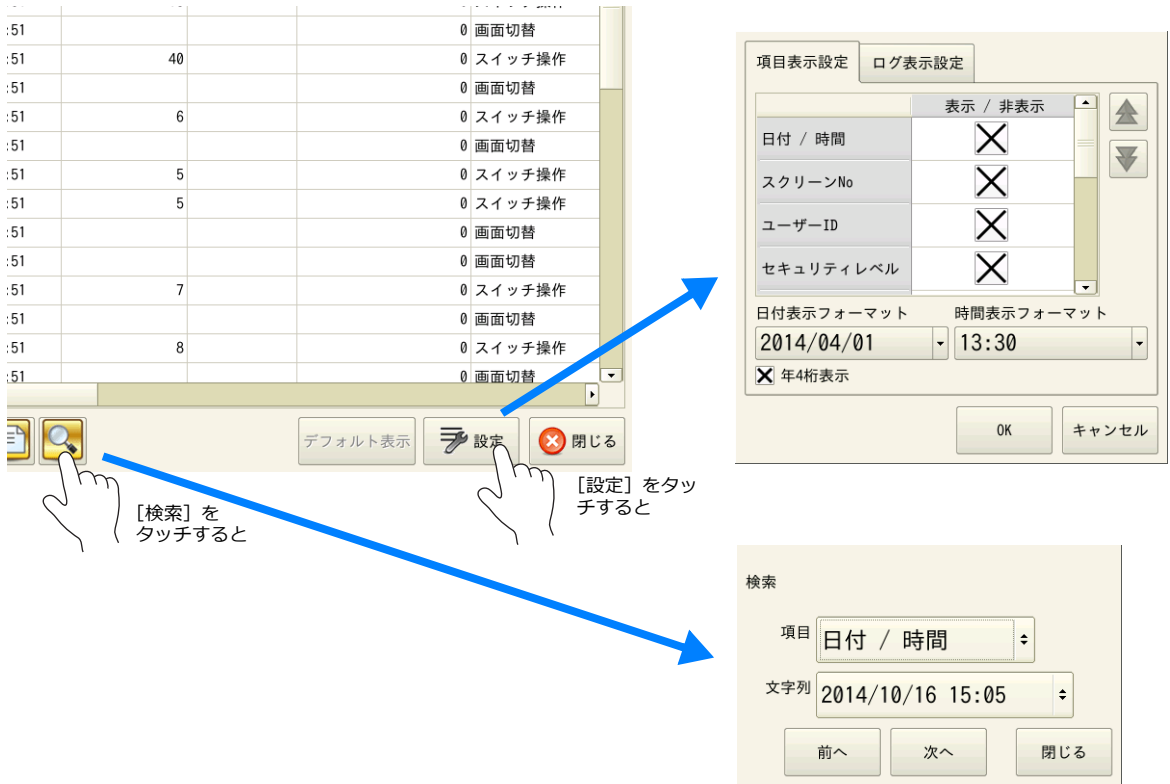 :51 0 画面切替
:51 40 0 スイッチ操作
:51 0 画面切替
:51 6 0 スイッチ操作
:51 0 画面切替
:51 5 0 スイッチ操作
:51 5 0 スイッチ操作
:51 0 画面切替
:51 0 画面切替
:51 7 0 スイッチ操作
:51 0 画面切替
:51 8 0 スイッチ操作
:51 0 画面切替
デフォルト表示
設定
閉じる
[検索] を
タッチすると
[設定] をタッ
チすると
項目表示設定 ログ表示設定
表示 / 非表示
日付 / 時間
スクリーンNo
ユーザーID
セキュリティレベル
日付表示フォーマット 時間表示フォーマット
2014/04/01 13:30
年4桁表示
OK キャンセル
検索
項目 日付 / 時間
文字列 2014/10/16 15:05
前へ 次へ 閉じる